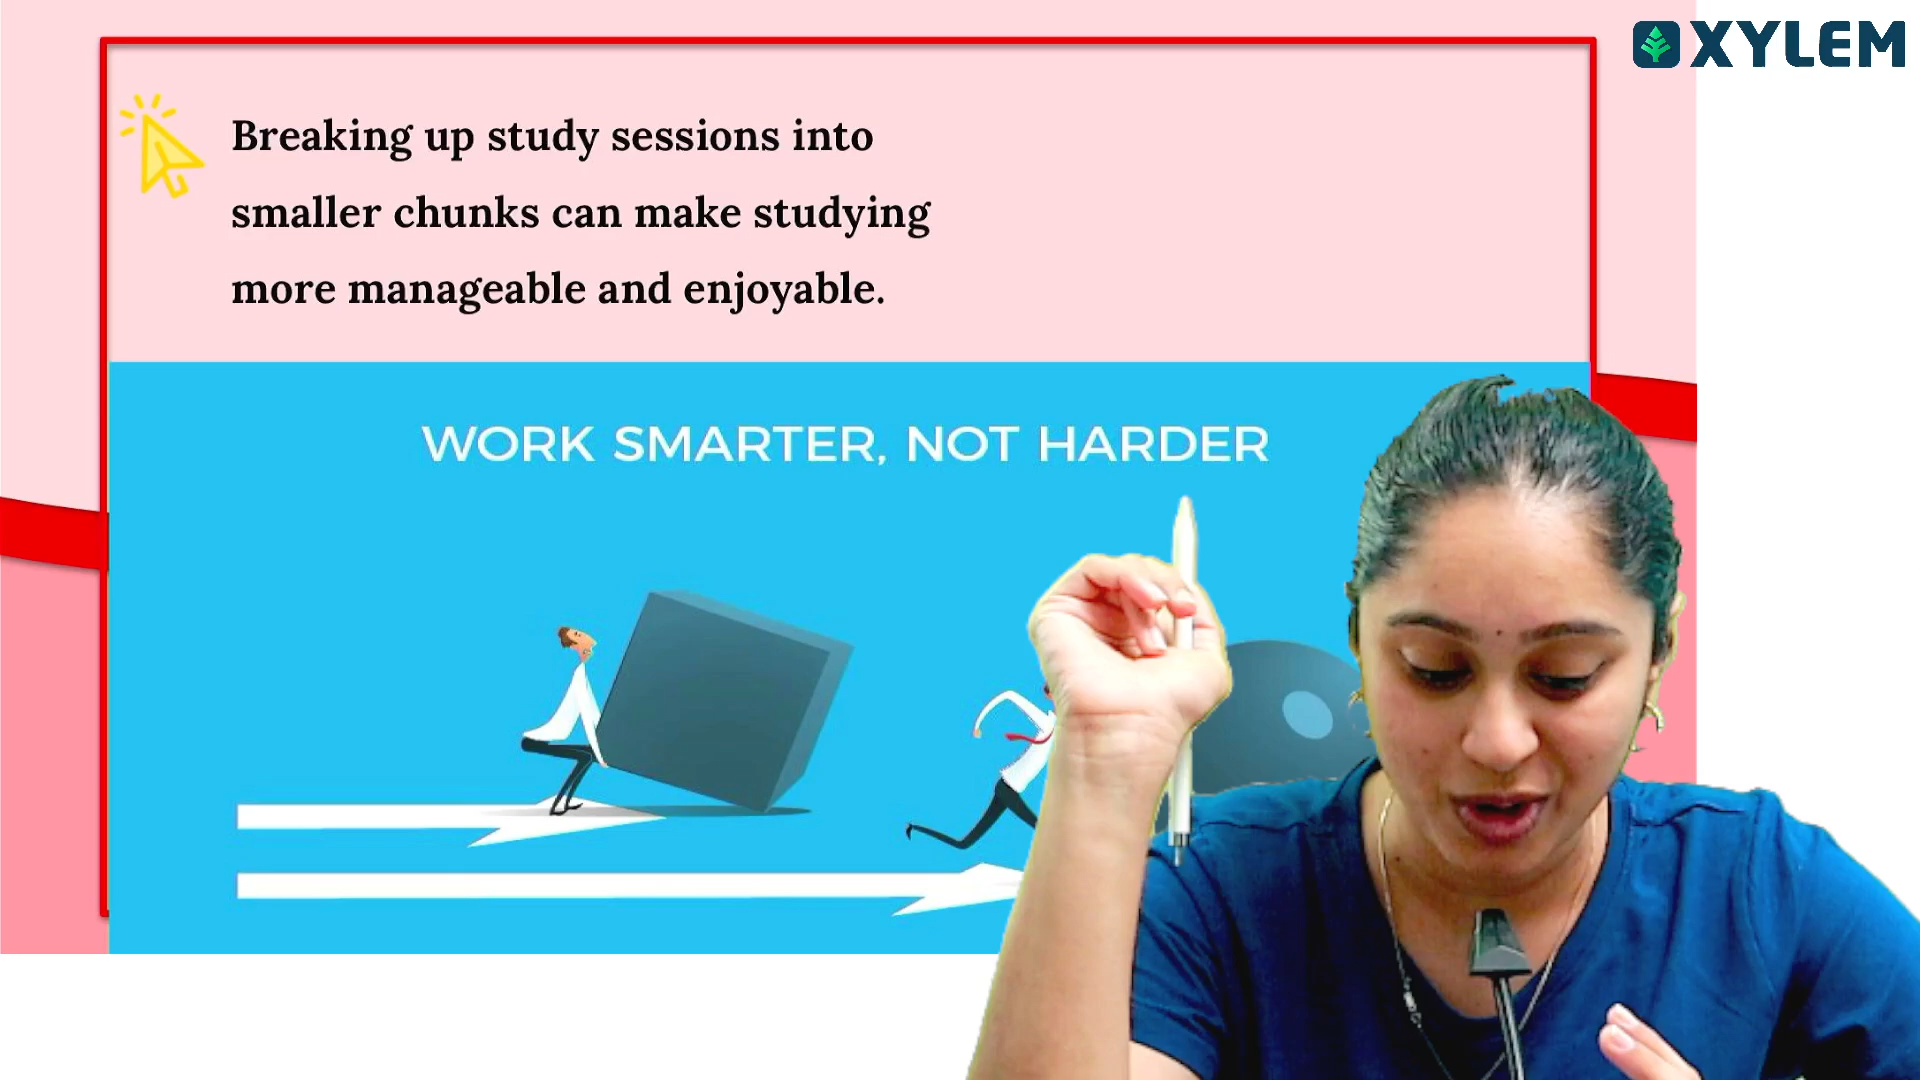 XYLEM
Breaking up study sessions into
smaller chunks can make studying
more manageable and enjoyable.
WORK SMARTER, NOT HARDER